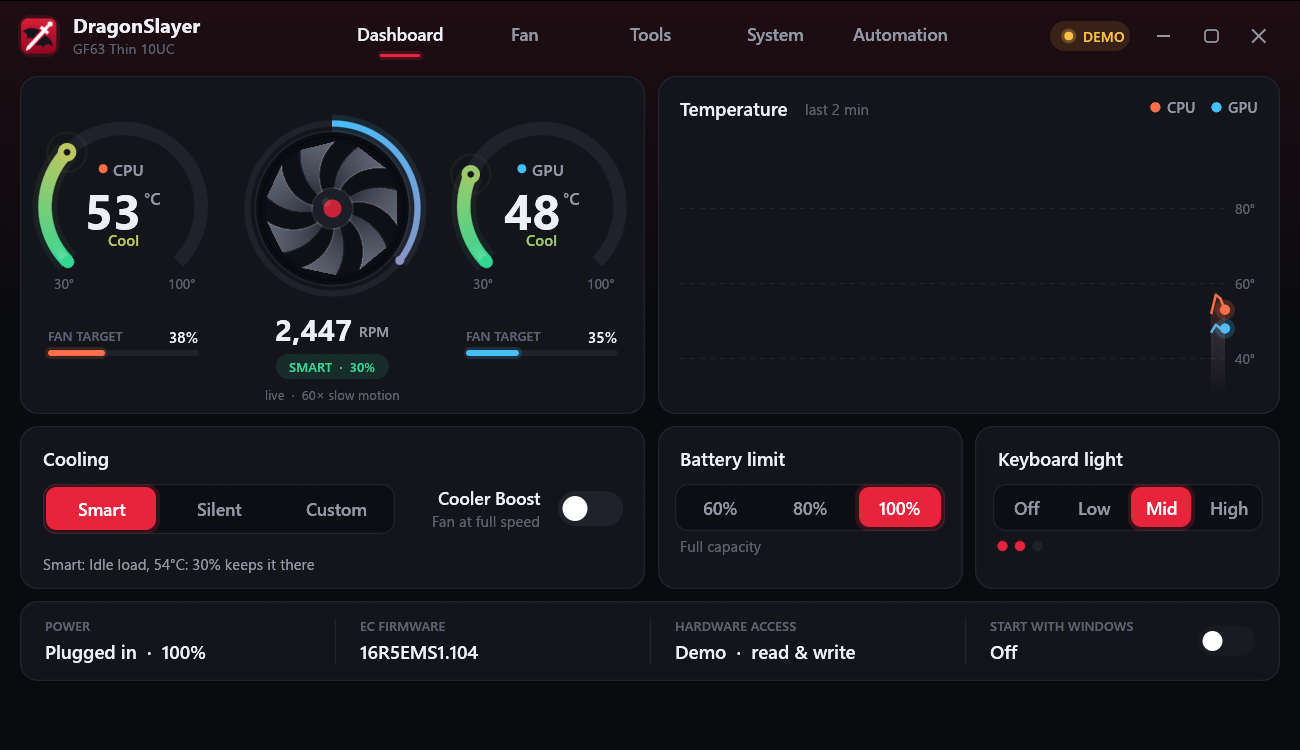 DragonSlayer
GF63 Thin 10UC
Dashboard
Fan
Tools
System
Automation
DEMO
CPU
53 °C
Cool
30° 100°
FAN TARGET 38%
2,447 RPM
SMART · 30%
live · 60× slow motion
GPU
48 °C
Cool
30° 100°
FAN TARGET 35%
Temperature last 2 min
CPU GPU
80°
60°
40°
Cooling
Smart Silent Custom
Cooler Boost
Fan at full speed
Smart: Idle load, 54°C: 30% keeps it there
Battery limit
60% 80% 100%
Full capacity
Keyboard light
Off Low Mid High
POWER
Plugged in · 100%
EC FIRMWARE
16R5EMS1.104
HARDWARE ACCESS
Demo · read & write
START WITH WINDOWS
Off